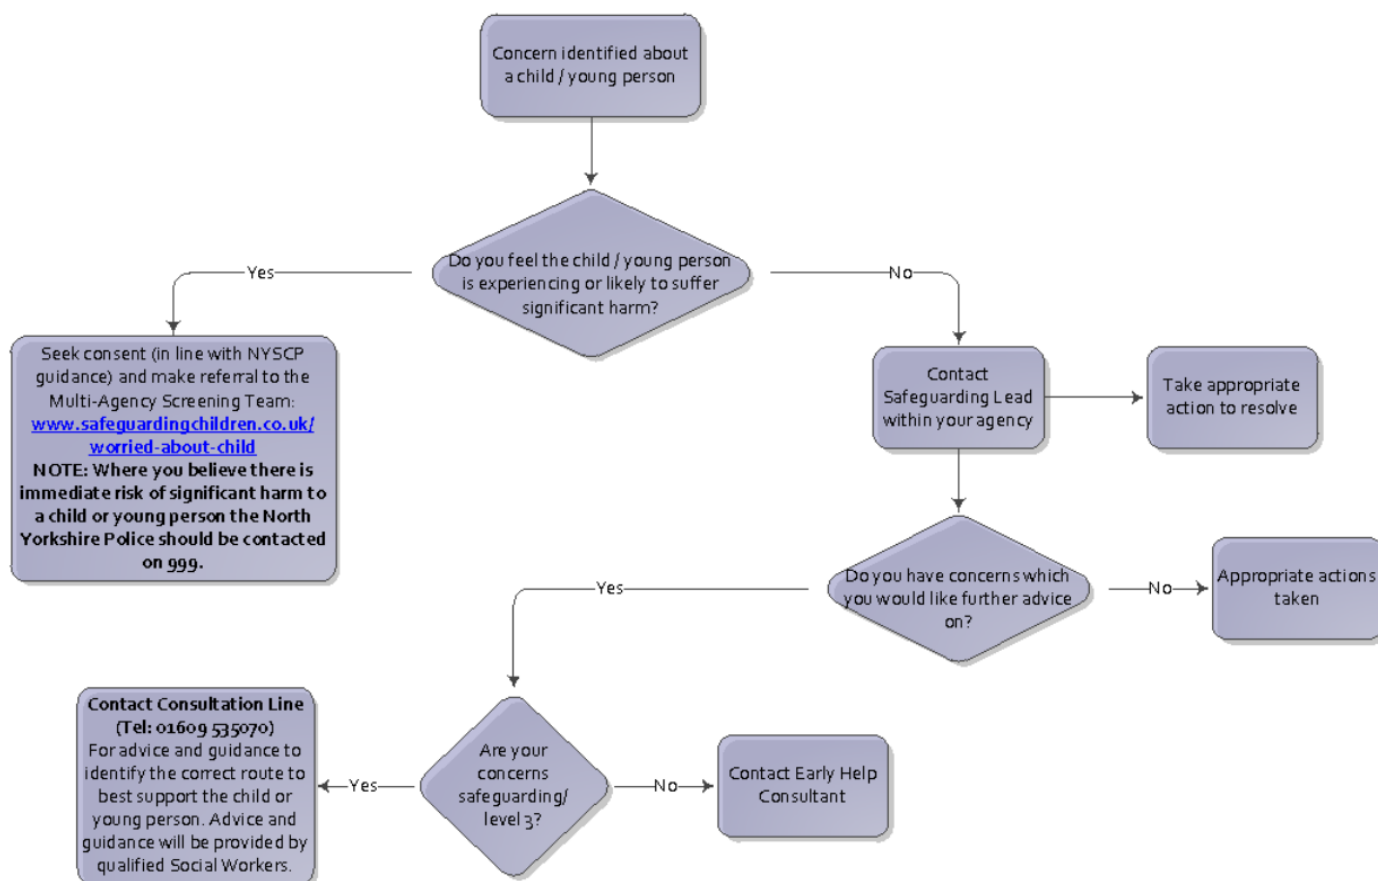 Concern identified about
a child / young person
Do you feel the child / young person
is experiencing or likely to suffer
significant harm?
Yes
No
Seek consent (in line with NYSCP
guidance) and make referral to the
Multi-Agency Screening Team:
www.safeguardingchildren.co.uk/
worried-about-child
NOTE: Where you believe there is
immediate risk of significant harm to
a child or young person the North
Yorkshire Police should be contacted
on 999.
Contact
Safeguarding Lead
within your agency
Take appropriate
action to resolve
Do you have concerns which
you would like further advice
on?
Yes
No
Appropriate actions
taken
Are your
concerns
safeguarding/
level 3?
Yes
No
Contact Consultation Line
(Tel: 01609 535070)
For advice and guidance to
identify the correct route to
best support the child or
young person. Advice and
guidance will be provided by
qualified Social Workers.
Contact Early Help
Consultant